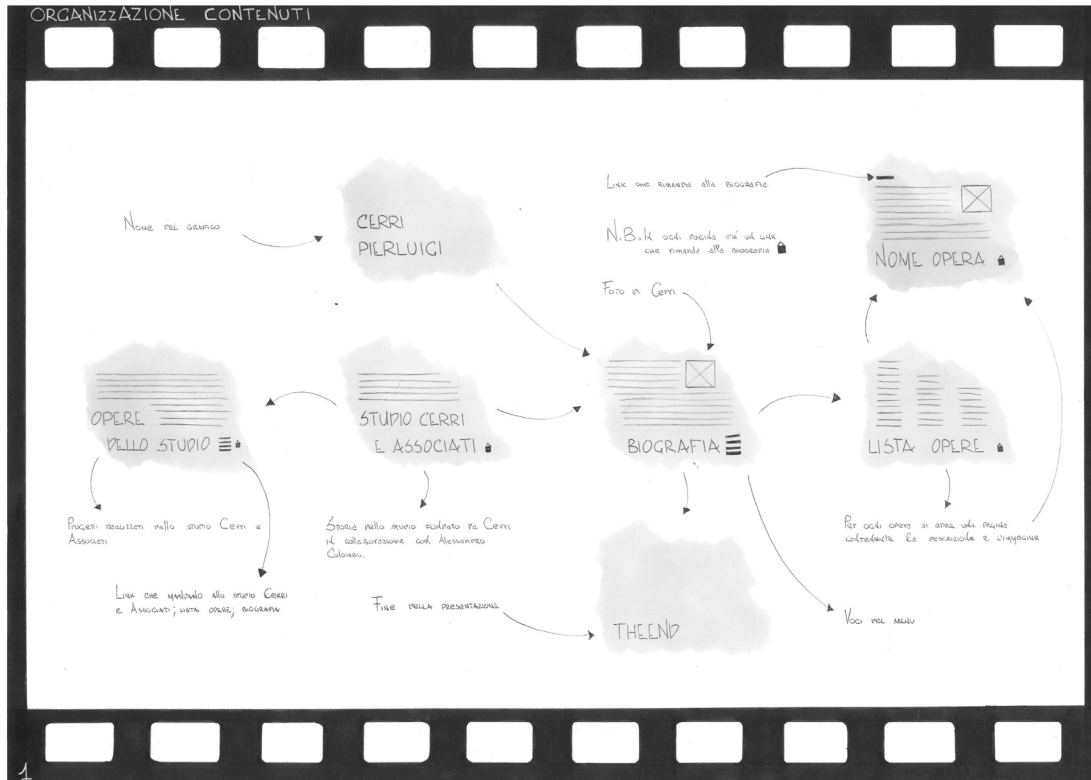 ORGANIZZAZIONE CONTENUTI
NOME DEL GRAFICO
CERRI
PIERLUIGI
LINK CHE RIMANDA ALLA BIOGRAFIA
N.B. IN OGNI PAGINA C'È UN LINK
CHE RIMANDA ALLA BIOGRAFIA
NOME OPERA
FOTO DI CERRI
OPERE
DELLO STUDIO
STUDIO CERRI
E ASSOCIATI
BIOGRAFIA
LISTA OPERE
PROGETTI REALIZZATI DALLO STUDIO CERRI E
ASSOCIATI
STORIA DELLO STUDIO FONDATO DA CERRI
IN COLLABORAZIONE CON ALESSANDRO
COLOMBO.
PER OGNI OPERA SI APRE UNA PAGINA
CONTENENTE LA DESCRIZIONE E L'IMMAGINE
LINK CHE MANDANO ALLO STUDIO CERRI
E ASSOCIATI; LISTA OPERE; BIOGRAFIA
FINE DELLA PRESENTAZIONE
THE END
VOCI DEL MENU
1